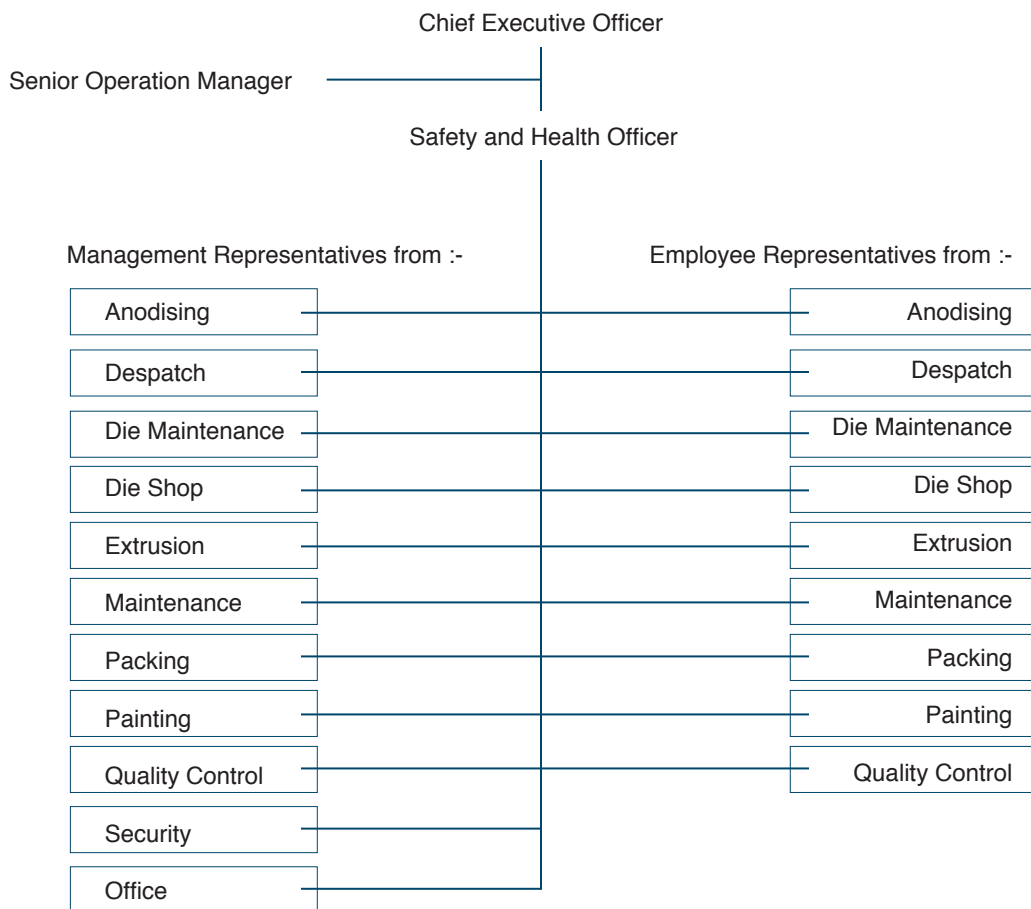 Chief Executive Officer
Senior Operation Manager
Safety and Health Officer
Management Representatives from :-
Employee Representatives from :-
Anodising
Anodising
Despatch
Despatch
Die Maintenance
Die Maintenance
Die Shop
Die Shop
Extrusion
Extrusion
Maintenance
Maintenance
Packing
Packing
Painting
Painting
Quality Control
Quality Control
Security
Office